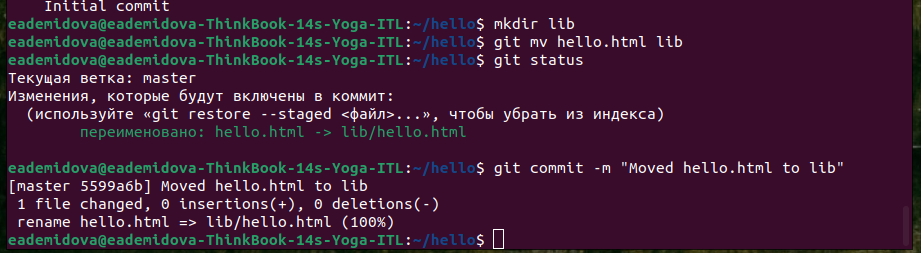 Initial commit
eademidova@eademidova-ThinkBook-14s-Yoga-ITL:~/hello$ mkdir lib
eademidova@eademidova-ThinkBook-14s-Yoga-ITL:~/hello$ git mv hello.html lib
eademidova@eademidova-ThinkBook-14s-Yoga-ITL:~/hello$ git status
Текущая ветка: master
Изменения, которые будут включены в коммит:
(используйте «git restore --staged <файл>...», чтобы убрать из индекса)
переименовано: hello.html -> lib/hello.html
eademidova@eademidova-ThinkBook-14s-Yoga-ITL:~/hello$ git commit -m "Moved hello.html to lib"
[master 5599a6b] Moved hello.html to lib
1 file changed, 0 insertions(+), 0 deletions(-)
rename hello.html => lib/hello.html (100%)
eademidova@eademidova-ThinkBook-14s-Yoga-ITL:~/hello$